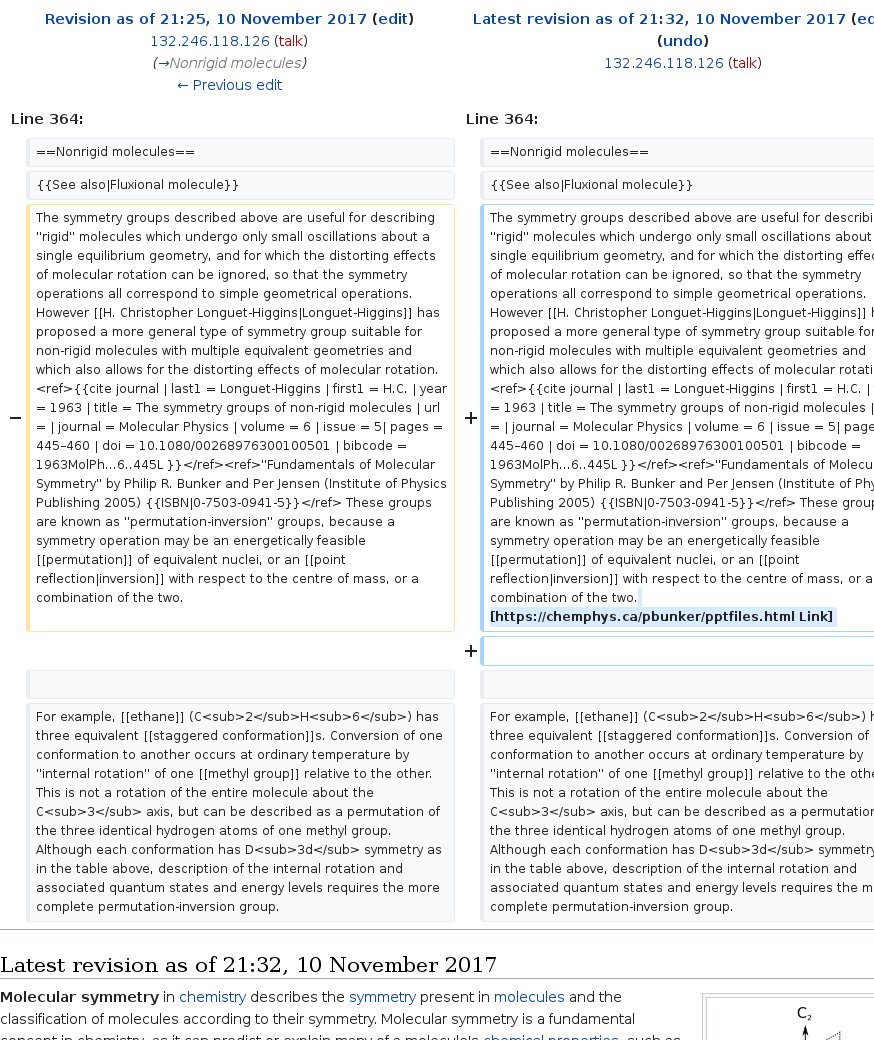 Revision as of 21:25, 10 November 2017 (edit)
132.246.118.126 (talk)
(→Nonrigid molecules)
← Previous edit
Latest revision as of 21:32, 10 November 2017 (ed
(undo)
132.246.118.126 (talk)
Line 364:
Line 364:
==Nonrigid molecules==
==Nonrigid molecules==
{{See also|Fluxional molecule}}
{{See also|Fluxional molecule}}
−
The symmetry groups described above are useful for describing
"rigid" molecules which undergo only small oscillations about a
single equilibrium geometry, and for which the distorting effects
of molecular rotation can be ignored, so that the symmetry
operations all correspond to simple geometrical operations.
However [[H. Christopher Longuet-Higgins|Longuet-Higgins]] has
proposed a more general type of symmetry group suitable for
non-rigid molecules with multiple equivalent geometries and
which also allows for the distorting effects of molecular rotation.
<ref>{{cite journal | last1 = Longuet-Higgins | first1 = H.C. | year
= 1963 | title = The symmetry groups of non-rigid molecules | url
= | journal = Molecular Physics | volume = 6 | issue = 5| pages =
445–460 | doi = 10.1080/00268976300100501 | bibcode =
1963MolPh...6..445L }}</ref><ref>"Fundamentals of Molecular
Symmetry" by Philip R. Bunker and Per Jensen (Institute of Physics
Publishing 2005) {{ISBN|0-7503-0941-5}}</ref> These groups
are known as "permutation-inversion" groups, because a
symmetry operation may be an energetically feasible
[[permutation]] of equivalent nuclei, or an [[point
reflection|inversion]] with respect to the centre of mass, or a
combination of the two.
+
The symmetry groups described above are useful for describi
"rigid" molecules which undergo only small oscillations about
single equilibrium geometry, and for which the distorting effe
of molecular rotation can be ignored, so that the symmetry
operations all correspond to simple geometrical operations.
However [[H. Christopher Longuet-Higgins|Longuet-Higgins]] h
proposed a more general type of symmetry group suitable for
non-rigid molecules with multiple equivalent geometries and
which also allows for the distorting effects of molecular rotati
<ref>{{cite journal | last1 = Longuet-Higgins | first1 = H.C. |
= 1963 | title = The symmetry groups of non-rigid molecules |
= | journal = Molecular Physics | volume = 6 | issue = 5| page
445–460 | doi = 10.1080/00268976300100501 | bibcode =
1963MolPh...6..445L }}</ref><ref>"Fundamentals of Molecu
Symmetry" by Philip R. Bunker and Per Jensen (Institute of Ph
Publishing 2005) {{ISBN|0-7503-0941-5}}</ref> These group
are known as "permutation-inversion" groups, because a
symmetry operation may be an energetically feasible
[[permutation]] of equivalent nuclei, or an [[point
reflection|inversion]] with respect to the centre of mass, or a
combination of the two.
[https://chemphys.ca/pbunker/pptfiles.html Link]
+
For example, [[ethane]] (C<sub>2</sub>H<sub>6</sub>) has
three equivalent [[staggered conformation]]s. Conversion of one
conformation to another occurs at ordinary temperature by
"internal rotation" of one [[methyl group]] relative to the other.
This is not a rotation of the entire molecule about the
C<sub>3</sub> axis, but can be described as a permutation of
the three identical hydrogen atoms of one methyl group.
Although each conformation has D<sub>3d</sub> symmetry as
in the table above, description of the internal rotation and
associated quantum states and energy levels requires the more
complete permutation-inversion group.
For example, [[ethane]] (C<sub>2</sub>H<sub>6</sub>) h
three equivalent [[staggered conformation]]s. Conversion of
conformation to another occurs at ordinary temperature by
"internal rotation" of one [[methyl group]] relative to the othe
This is not a rotation of the entire molecule about the
C<sub>3</sub> axis, but can be described as a permutation
the three identical hydrogen atoms of one methyl group.
Although each conformation has D<sub>3d</sub> symmetry
in the table above, description of the internal rotation and
associated quantum states and energy levels requires the m
complete permutation-inversion group.
Latest revision as of 21:32, 10 November 2017
Molecular symmetry in chemistry describes the symmetry present in molecules and the
classification of molecules according to their symmetry. Molecular symmetry is a fundamental
concept in chemistry, as it can predict or explain many of a molecule's chemical properties, such as
C₂